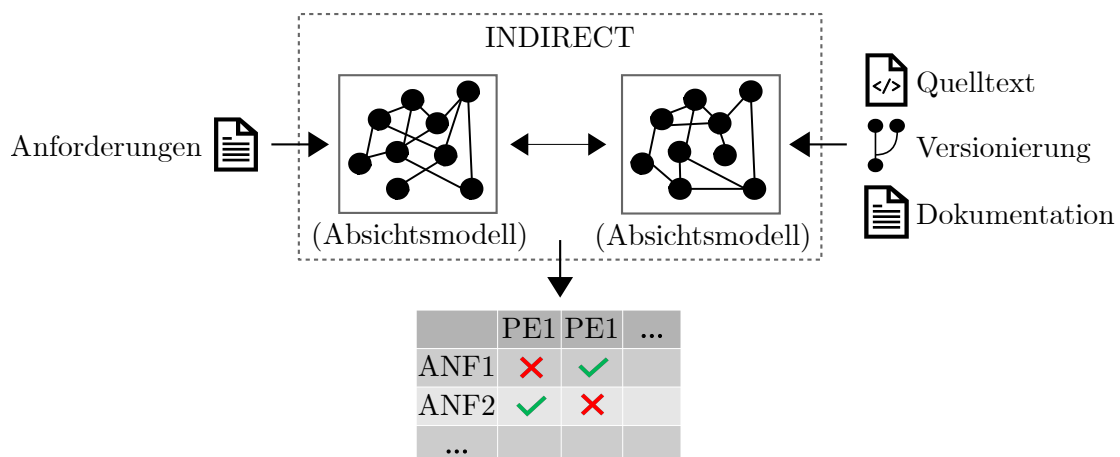 INDIRECT
Anforderungen
(Absichtsmodell) (Absichtsmodell)
</> Quelltext
Versionierung
Dokumentation
PE1 PE1 ...
ANF1
ANF2
...